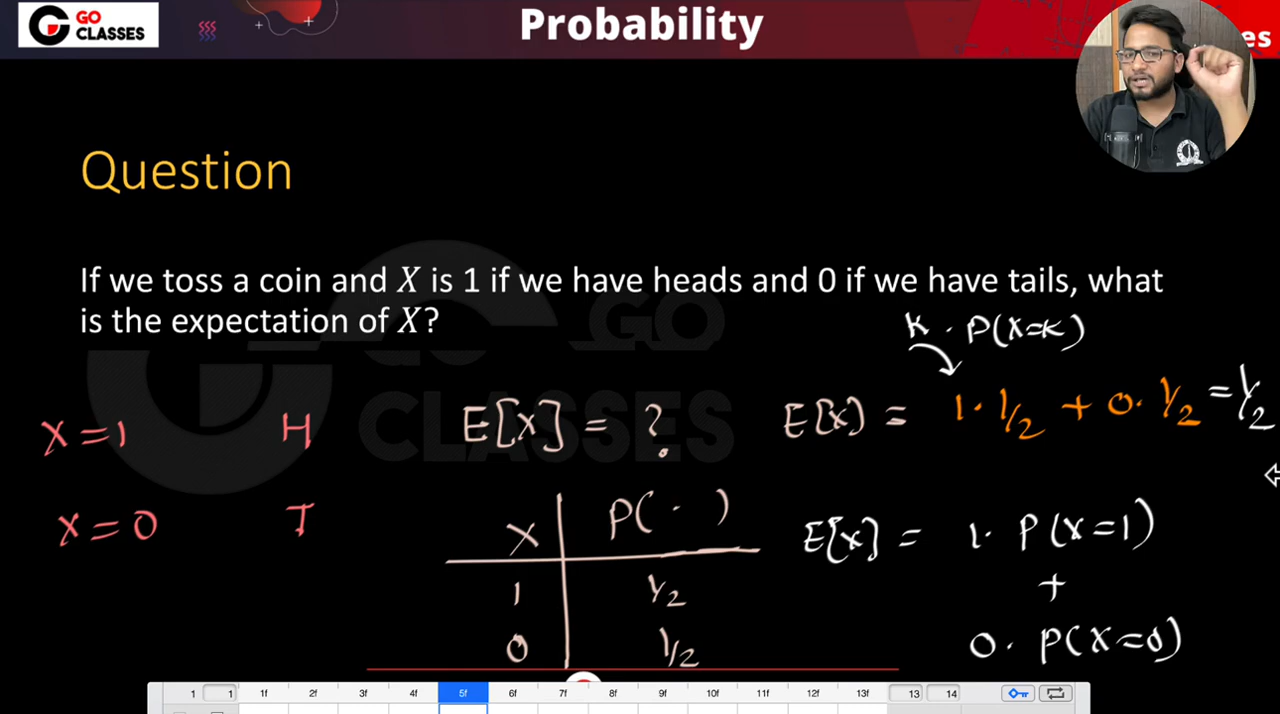 GO
CLASSES
Probability
es
Question
If we toss a coin and X is 1 if we have heads and 0 if we have tails, what
is the expectation of X?
GO
CLASSES
K . P(X=K)
X=1 H
E[X] = ?
E[X] = 1. 1/2 + 0. 1/2 = 1/2
X=0 T
X P( . )
1 1/2
0 1/2
E[X] = 1. P(X=1)
+
0. P(X=0)
1 1 1f 2f 3f 4f 5f 6f 7f 8f 9f 10f 11f 12f 13f 13 14